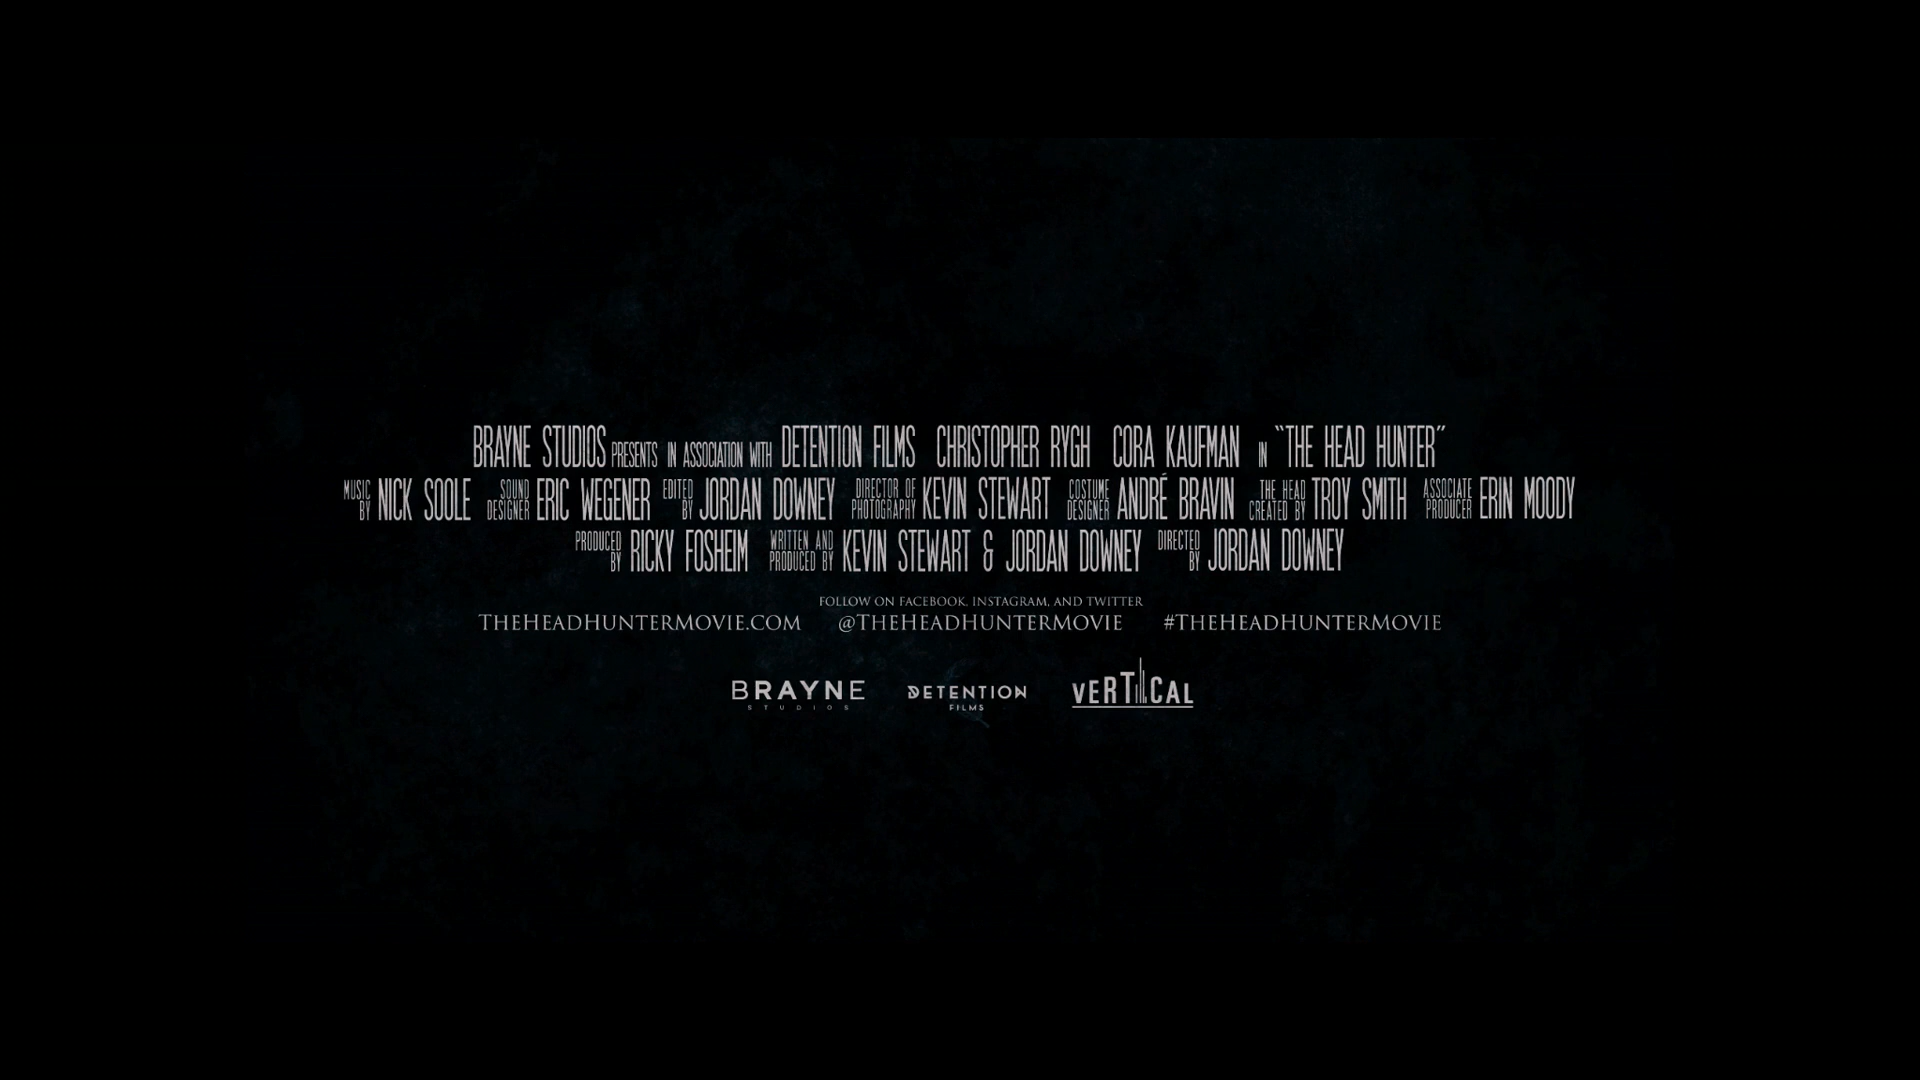 BRAYNE STUDIOS PRESENTS IN ASSOCIATION WITH DETENTION FILMS CHRISTOPHER RYGH CORA KAUFMAN IN “THE HEAD HUNTER”
MUSIC BY NICK SOOLE SOUND DESIGNER ERIC WEGENER EDITED BY JORDAN DOWNEY DIRECTOR OF PHOTOGRAPHY KEVIN STEWART COSTUME DESIGNER ANDRÉ BRAVIN THE HEAD CREATED BY TROY SMITH ASSOCIATE PRODUCER ERIN MOODY
PRODUCED BY RICKY FOSHEIM WRITTEN AND PRODUCED BY KEVIN STEWART & JORDAN DOWNEY DIRECTED BY JORDAN DOWNEY
FOLLOW ON FACEBOOK, INSTAGRAM, AND TWITTER
THEHEADHUNTERMOVIE.COM @THEHEADHUNTERMOVIE #THEHEADHUNTERMOVIE
BRAYNE STUDIOS DETENTION FILMS VERTICAL